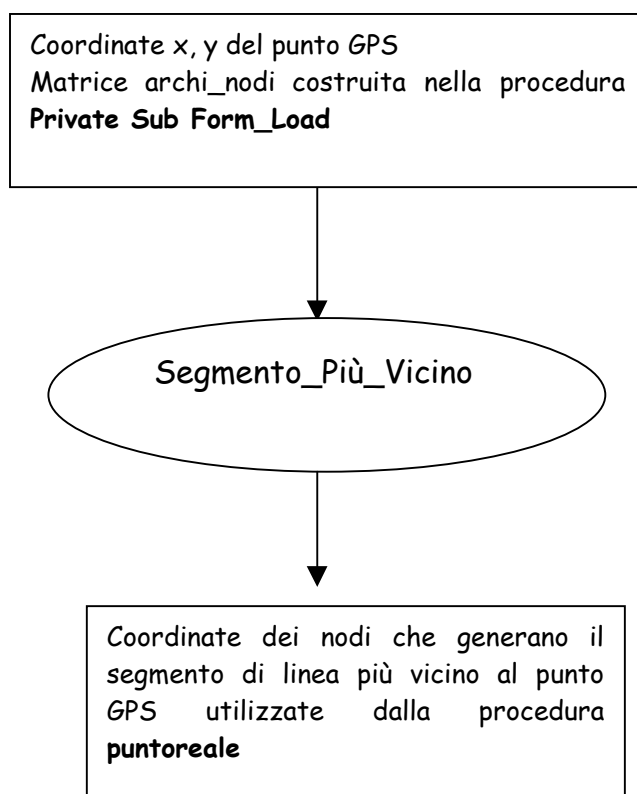 Coordinate x, y del punto GPS
Matrice archi_nodi costruita nella procedura
Private Sub Form_Load
Segmento_Più_Vicino
Coordinate dei nodi che generano il
segmento di linea più vicino al punto
GPS utilizzate dalla procedura
puntoreale